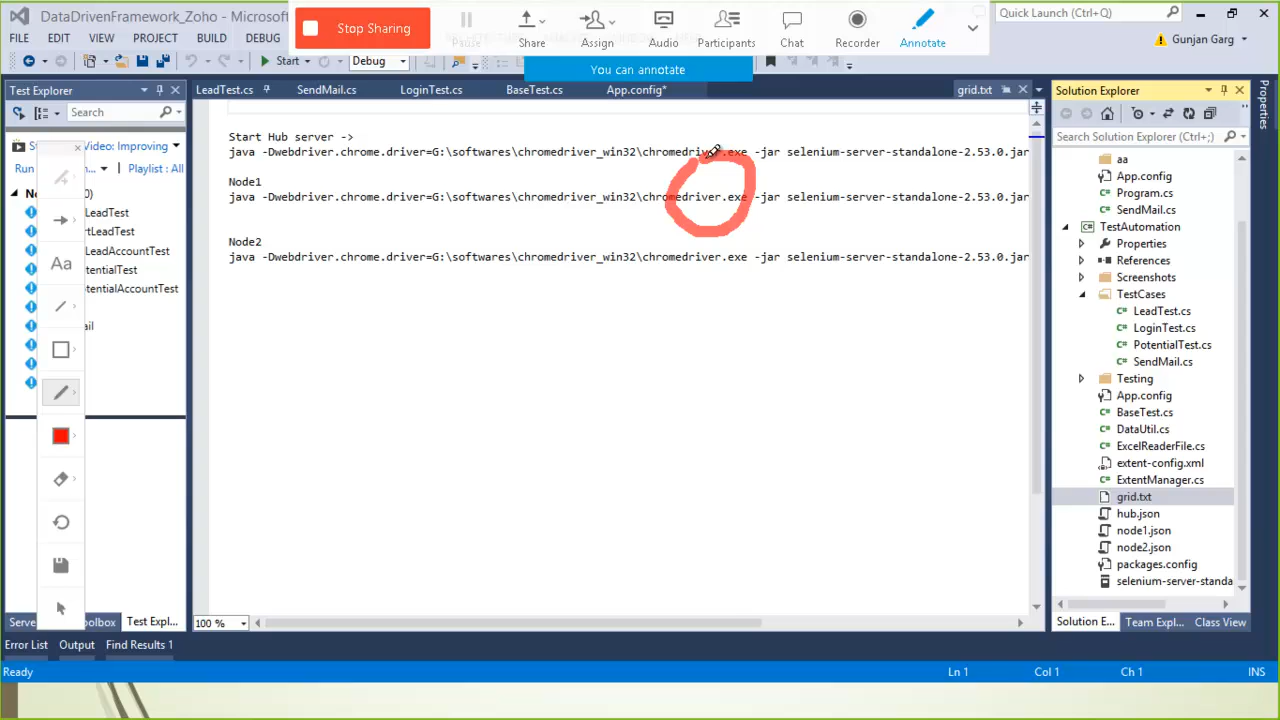 DataDrivenFramework_Zoho - Microsoft
Stop Sharing
Pause
Share
Assign
Audio
Participants
Chat
Recorder
Annotate
Quick Launch (Ctrl+Q)
FILE EDIT VIEW PROJECT BUILD DEBUG
Gunjan Garg
Start Debug
You can annotate
Test Explorer
LeadTest.cs SendMail.cs LoginTest.cs BaseTest.cs App.config* grid.txt
Solution Explorer
Properties
Search
Search Solution Explorer (Ctrl+;)
Video: Improving
Run
Playlist:
LeadTest
rtLeadTest
LeadAccountTest
otentialTest
otentialAccountTest
ail
Start Hub server ->
java -Dwebdriver.chrome.driver=G:\softwares\chromedriver_win32\chromedriver.exe -jar selenium-server-standalone-2.53.0.jar
Node1
java -Dwebdriver.chrome.driver=G:\softwares\chromedriver_win32\chromedriver.exe -jar selenium-server-standalone-2.53.0.jar
Node2
java -Dwebdriver.chrome.driver=G:\softwares\chromedriver_win32\chromedriver.exe -jar selenium-server-standalone-2.53.0.jar
Aa
aa
App.config
Program.cs
SendMail.cs
TestAutomation
Properties
References
Screenshots
TestCases
LeadTest.cs
LoginTest.cs
PotentialTest.cs
SendMail.cs
Testing
App.config
BaseTest.cs
DataUtil.cs
ExcelReaderFile.cs
extent-config.xml
ExtentManager.cs
grid.txt
hub.json
node1.json
node2.json
packages.config
selenium-server-standa
Serve oolbox Test Expl...
100 %
Solution E... Team Expl... Class View
Error List Output Find Results 1
Ready Ln 1 Col 1 Ch 1 INS